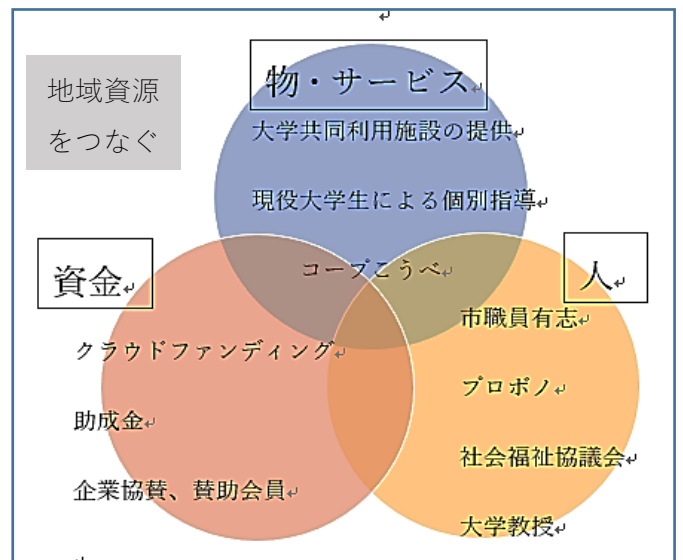 地域資源
をつなぐ
物・サービス
大学共同利用施設の提供
現役大学生による個別指導
コープこうべ
資金
クラウドファンディング
助成金
企業協賛、賛助会員
人
市職員有志
プロボノ
社会福祉協議会
大学教授